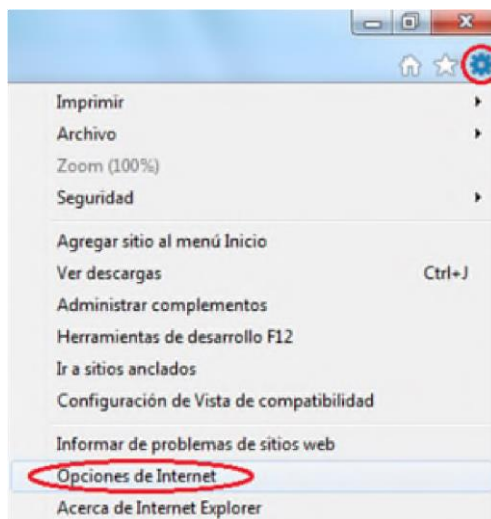 Imprimir
Archivo
Zoom (100%)
Seguridad
Agregar sitio al menú Inicio
Ver descargas Ctrl+J
Administrar complementos
Herramientas de desarrollo F12
Ir a sitios anclados
Configuración de Vista de compatibilidad
Informar de problemas de sitios web
Opciones de Internet
Acerca de Internet Explorer